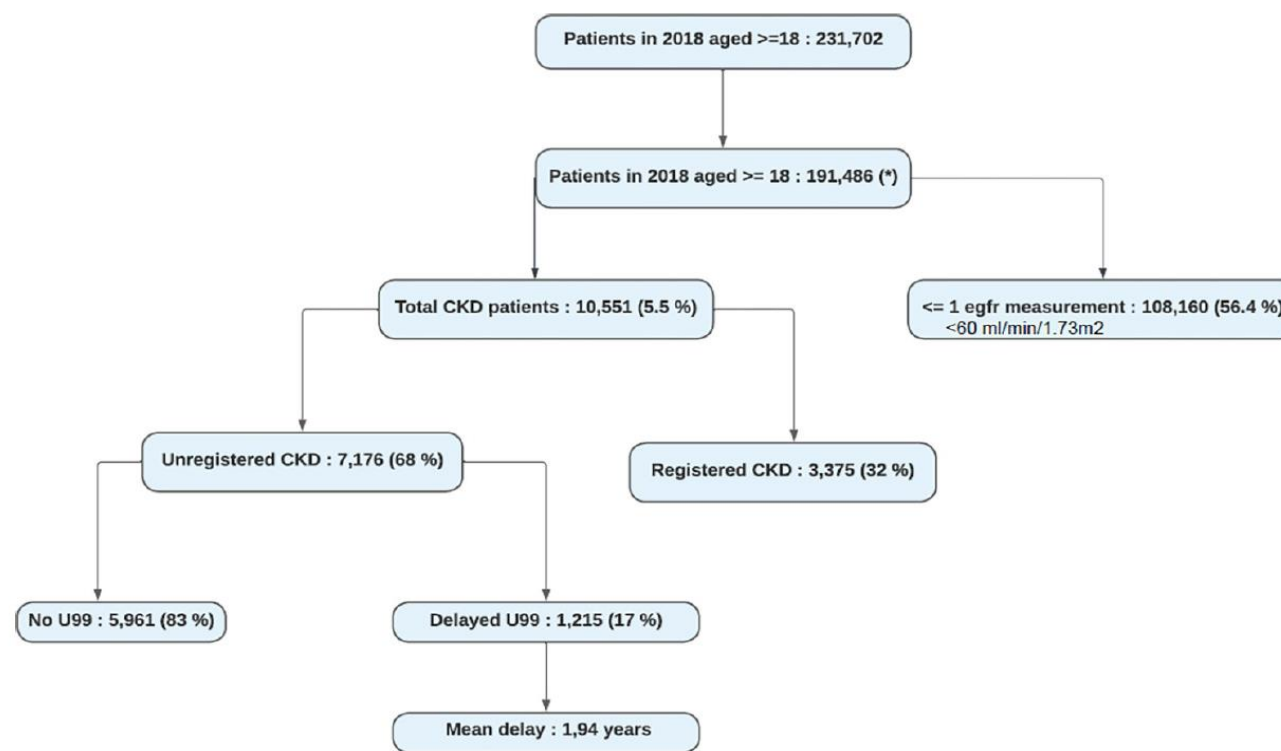 Patients in 2018 aged >=18 : 231,702
Patients in 2018 aged >= 18 : 191,486 (*)
Total CKD patients : 10,551 (5.5 %)
<= 1 egfr measurement : 108,160 (56.4 %)
<60 ml/min/1.73m2
Unregistered CKD : 7,176 (68 %)
Registered CKD : 3,375 (32 %)
No U99 : 5,961 (83 %)
Delayed U99 : 1,215 (17 %)
Mean delay : 1,94 years